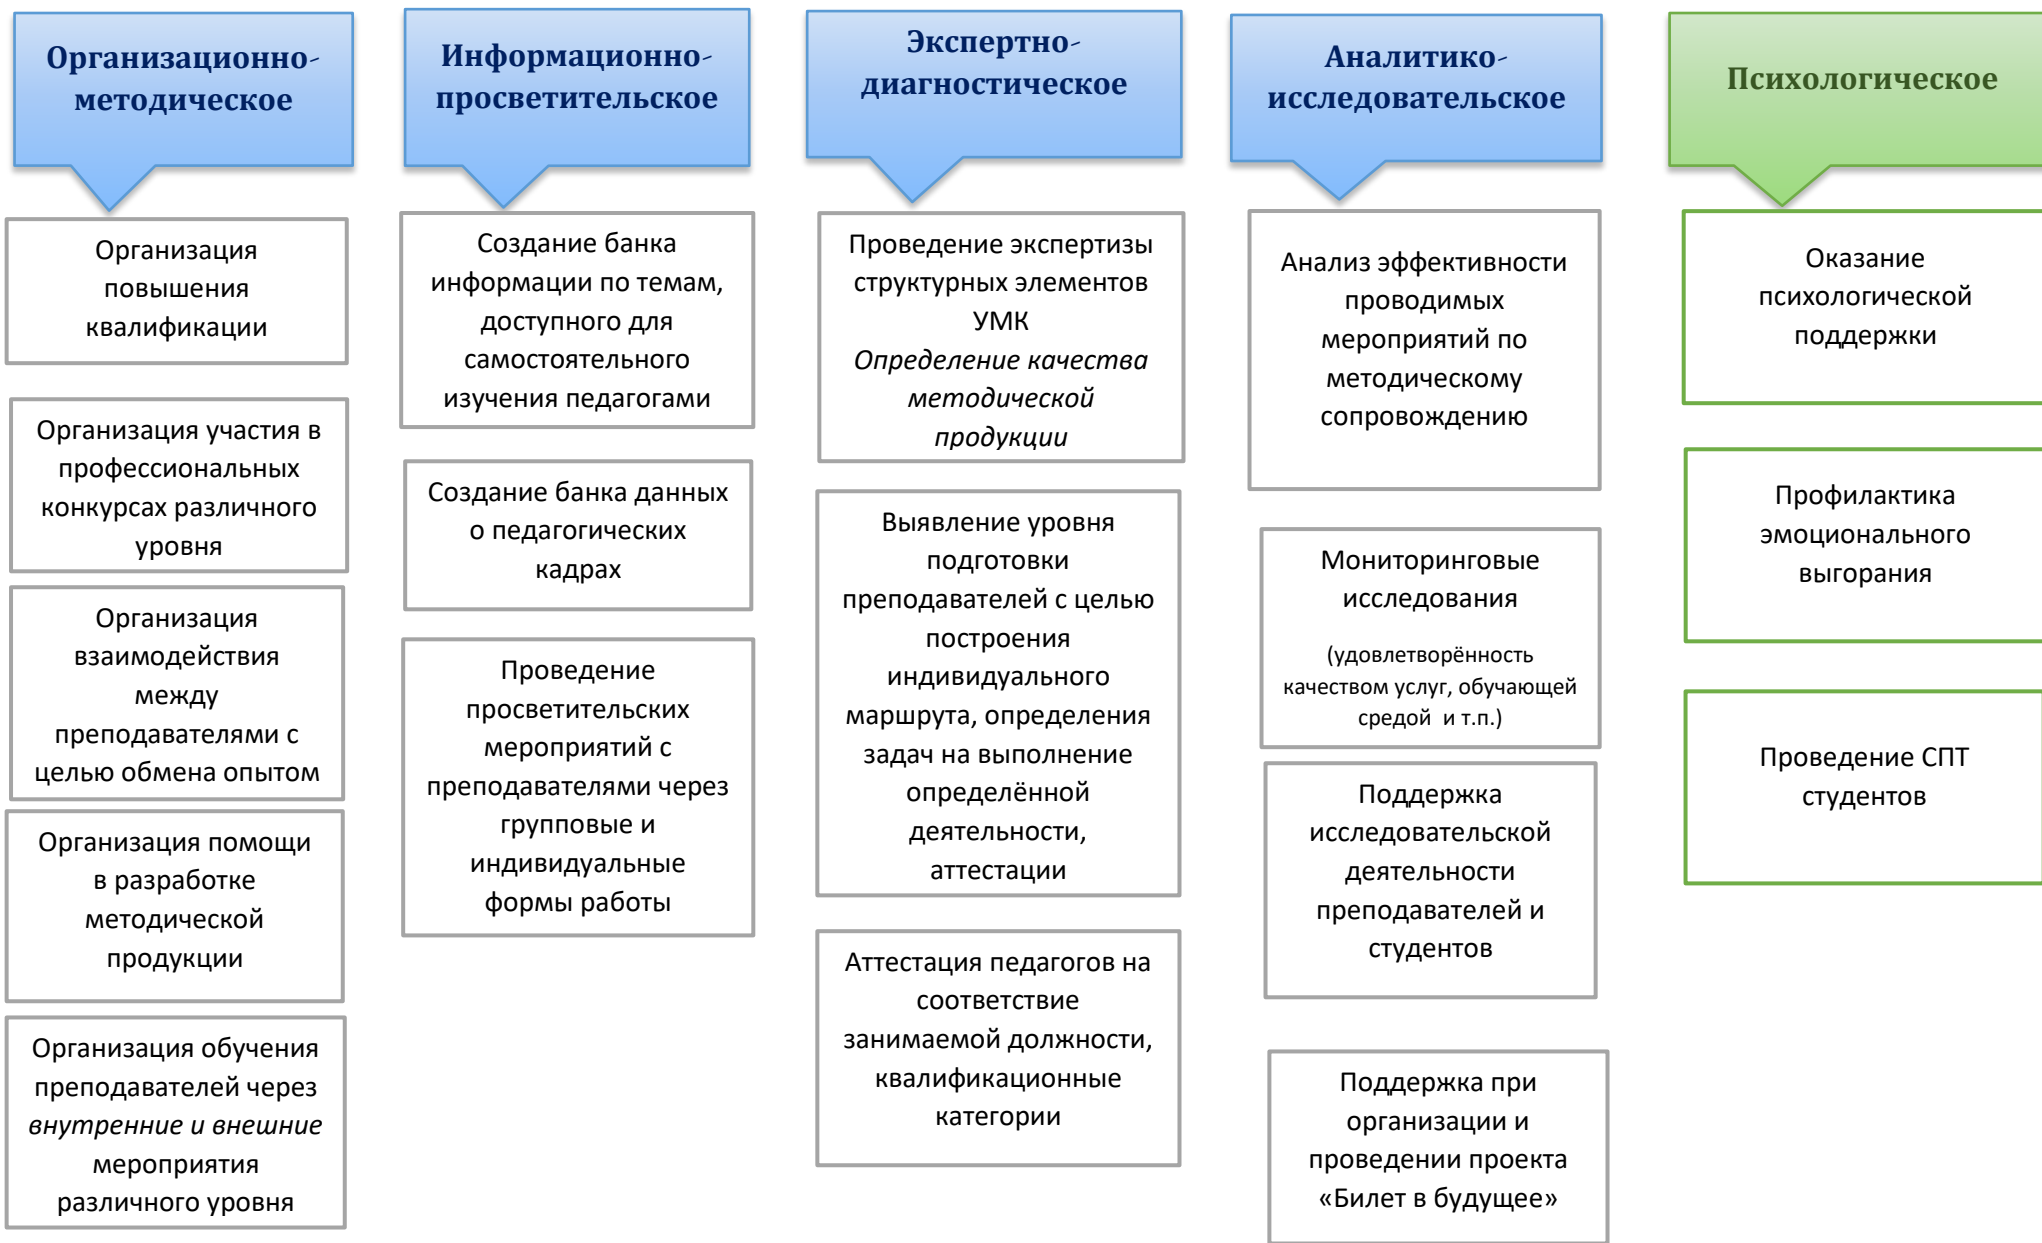 Организационно-
методическое
Организация
повышения
квалификации
Организация участия в
профессиональных
конкурсах различного
уровня
Организация
взаимодействия
между
преподавателями с
целью обмена опытом
Организация помощи
в разработке
методической
продукции
Организация обучения
преподавателей через
внутренние и внешние
мероприятия
различного уровня
Информационно-
просветительское
Создание банка
информации по темам,
доступного для
самостоятельного
изучения педагогами
Создание банка данных
о педагогических
кадрах
Проведение
просветительских
мероприятий с
преподавателями через
групповые и
индивидуальные
формы работы
Экспертно-
диагностическое
Проведение экспертизы
структурных элементов
УМК
Определение качества
методической
продукции
Выявление уровня
подготовки
преподавателей с целью
построения
индивидуального
маршрута, определения
задач на выполнение
определённой
деятельности,
аттестации
Аттестация педагогов на
соответствие
занимаемой должности,
квалификационные
категории
Аналитико-
исследовательское
Анализ эффективности
проводимых
мероприятий по
методическому
сопровождению
Мониторинговые
исследования
(удовлетворённость
качеством услуг, обучающей
средой и т.п.)
Поддержка
исследовательской
деятельности
преподавателей и
студентов
Поддержка при
организации и
проведении проекта
«Билет в будущее»
Психологическое
Оказание
психологической
поддержки
Профилактика
эмоционального
выгорания
Проведение СПТ
студентов